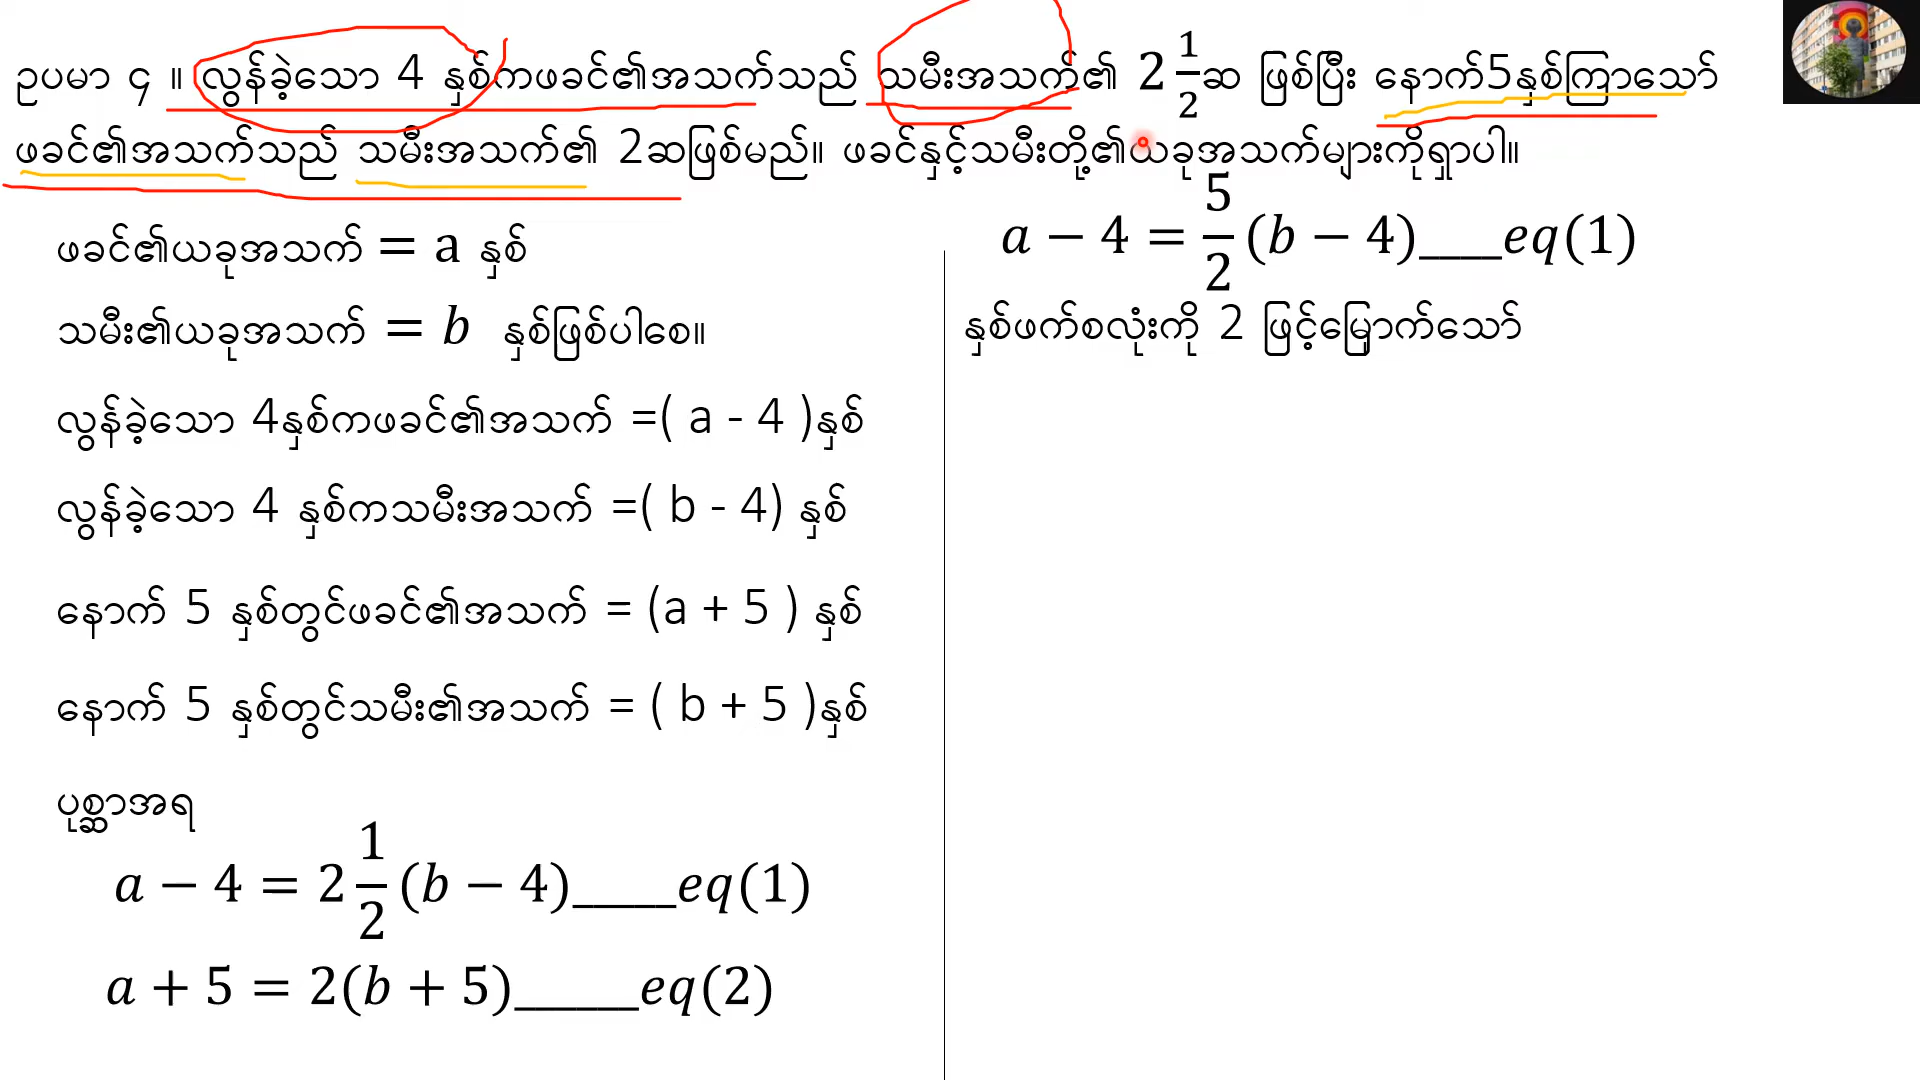 ဥပမာ ၄ ။ လွန်ခဲ့သော 4 နှစ်ကဖခင်၏အသက်သည် သမီးအသက်၏ 2 1/2 ဆ ဖြစ်ပြီး နောက်5နှစ်ကြာသော်
ဖခင်၏အသက်သည် သမီးအသက်၏ 2ဆဖြစ်မည်။ ဖခင်နှင့်သမီးတို့၏ယခုအသက်များကိုရှာပါ။
ဖခင်၏ယခုအသက် = a နှစ်
သမီး၏ယခုအသက် = b နှစ်ဖြစ်ပါစေ။
လွန်ခဲ့သော 4နှစ်ကဖခင်၏အသက် =( a - 4 )နှစ်
လွန်ခဲ့သော 4 နှစ်ကသမီးအသက် =( b - 4) နှစ်
နောက် 5 နှစ်တွင်ဖခင်၏အသက် = (a + 5 ) နှစ်
နောက် 5 နှစ်တွင်သမီး၏အသက် = ( b + 5 )နှစ်
ပုစ္ဆာအရ
a − 4 = 2 1/2 (b − 4)_____eq(1)
a + 5 = 2(b + 5)______eq(2)
a − 4 = 5/2 (b − 4)____eq(1)
နှစ်ဖက်စလုံးကို 2 ဖြင့်မြှောက်သော်